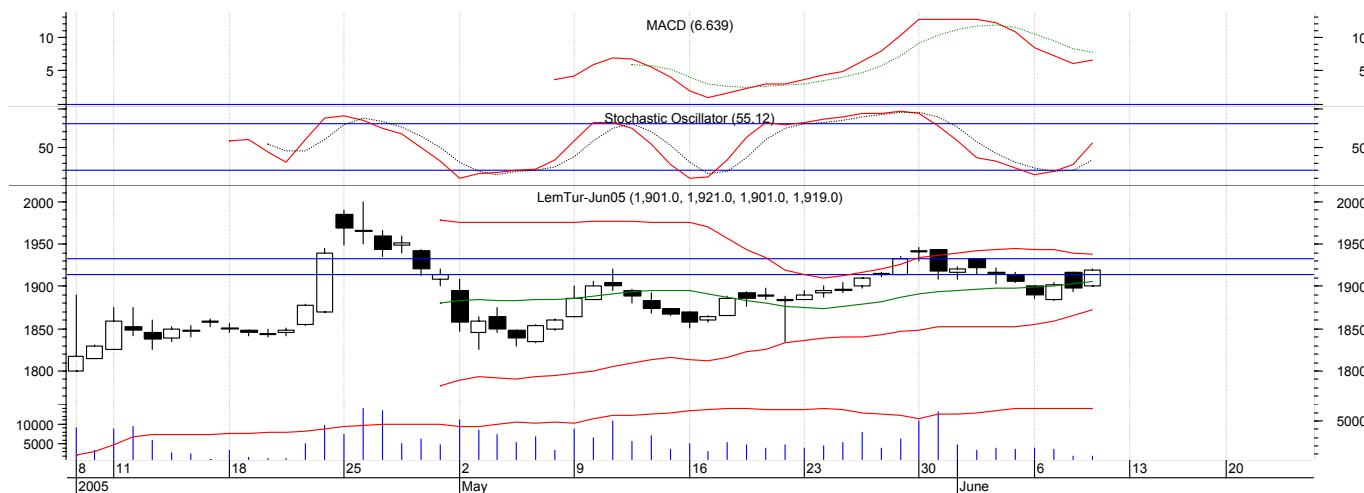 MACD (6.639)
10 10
5 5
Stochastic Oscillator (55.12)
50 50
LemTur-Jun05 (1,901.0, 1,921.0, 1,901.0, 1,919.0)
2000 2000
1950 1950
1900 1900
1850 1850
1800 1800
10000 5000
5000
8 11 18 25 2 9 16 23 30 6 13 20
2005 May June